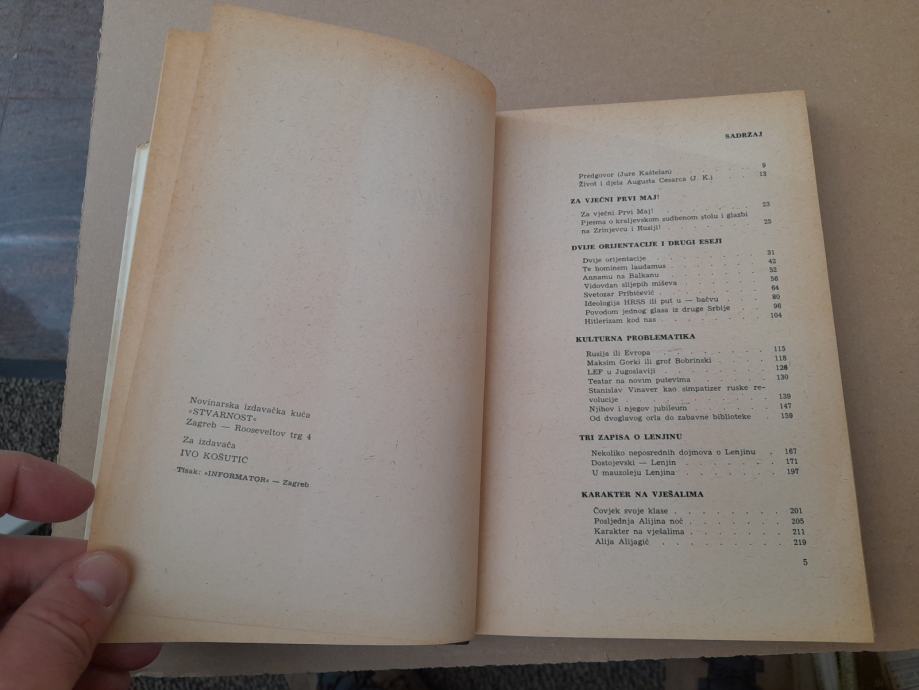 Novinarska izdavačka kuća
»STVARNOST«
Zagreb — Rooseveltov trg 4
Za izdavača
IVO KOŠUTIĆ
Tisak: »INFORMATOR« — Zagreb
SADRŽAJ
Predgovor (Jure Kaštelan) . . . . . . . 9
Život i djela Augusta Cesarca (J. K.) . . . . 13
ZA VJEČNI PRVI MAJ!
Za vječni Prvi Maj! . . . . . . . . 23
Pjesma o kraljevskom sudbenom stolu i glazbi
na Zrinjevcu i Rusiji! . . . . . . . 25
DVIJE ORIJENTACIJE I DRUGI ESEJI
Dvije orijentacije . . . . . . . . 31
Te hominem laudamus . . . . . . . 42
Annamu na Balkanu . . . . . . . . 52
Vidovdan slijepih miševa . . . . . . . 56
Svetozar Pribićević . . . . . . . . 64
Ideologija HRSS ili put u — bačvu . . . . 80
Povodom jednog glasa iz druge Srbije . . . 96
Hitlerizam kod nas . . . . . . . . 104
KULTURNA PROBLEMATIKA
Rusija ili Evropa . . . . . . . . 115
Maksim Gorki ili grof Bobrinski . . . . . 118
LEF u Jugoslaviji . . . . . . . . 126
Teatar na novim putevima . . . . . . 130
Stanislav Vinaver kao simpatizer ruske re-
volucije . . . . . . . . . . 139
Njihov i njegov jubileum . . . . . . 147
Od dvoglavog orla do zabavne biblioteke . . 159
TRI ZAPISA O LENJINU
Nekoliko neposrednih dojmova o Lenjinu . 167
Dostojevski — Lenjin . . . . . . . 171
U mauzoleju Lenjina . . . . . . . 197
KARAKTER NA VJEŠALIMA
Čovjek svoje klase . . . . . . . . 201
Posljednja Alijina noć . . . . . . . 205
Karakter na vješalima . . . . . . . 211
Alija Alijagić . . . . . . . . . 219
5